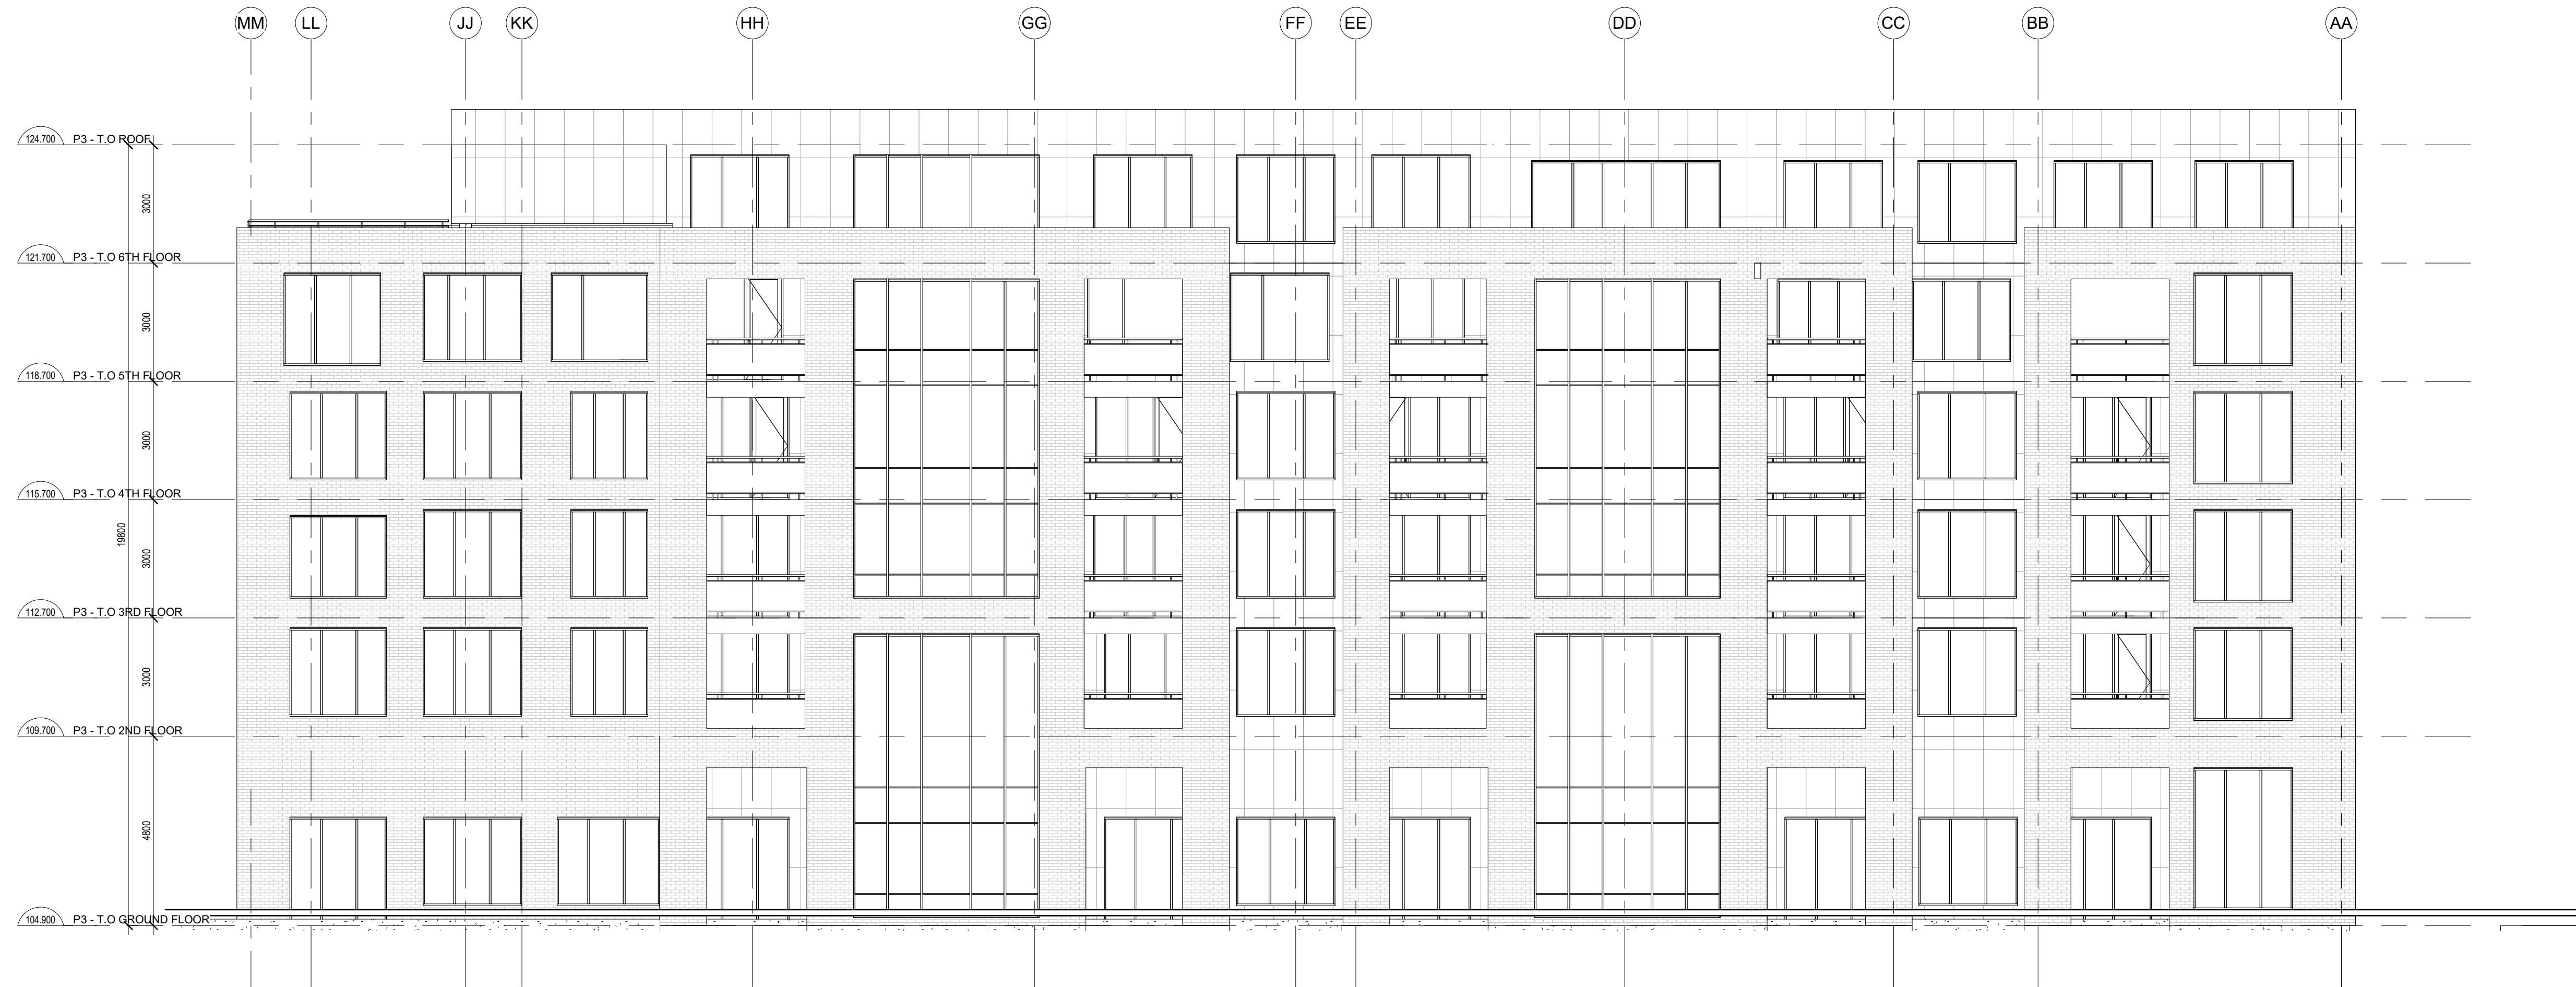 MM LL JJ KK HH GG FF EE DD CC BB AA
124.700 P3 - T.O ROOF
3000
121.700 P3 - T.O 6TH FLOOR
3000
118.700 P3 - T.O 5TH FLOOR
3000
115.700 P3 - T.O 4TH FLOOR
19800
3000
112.700 P3 - T.O 3RD FLOOR
3000
109.700 P3 - T.O 2ND FLOOR
4800
104.900 P3 - T.O GROUND FLOOR